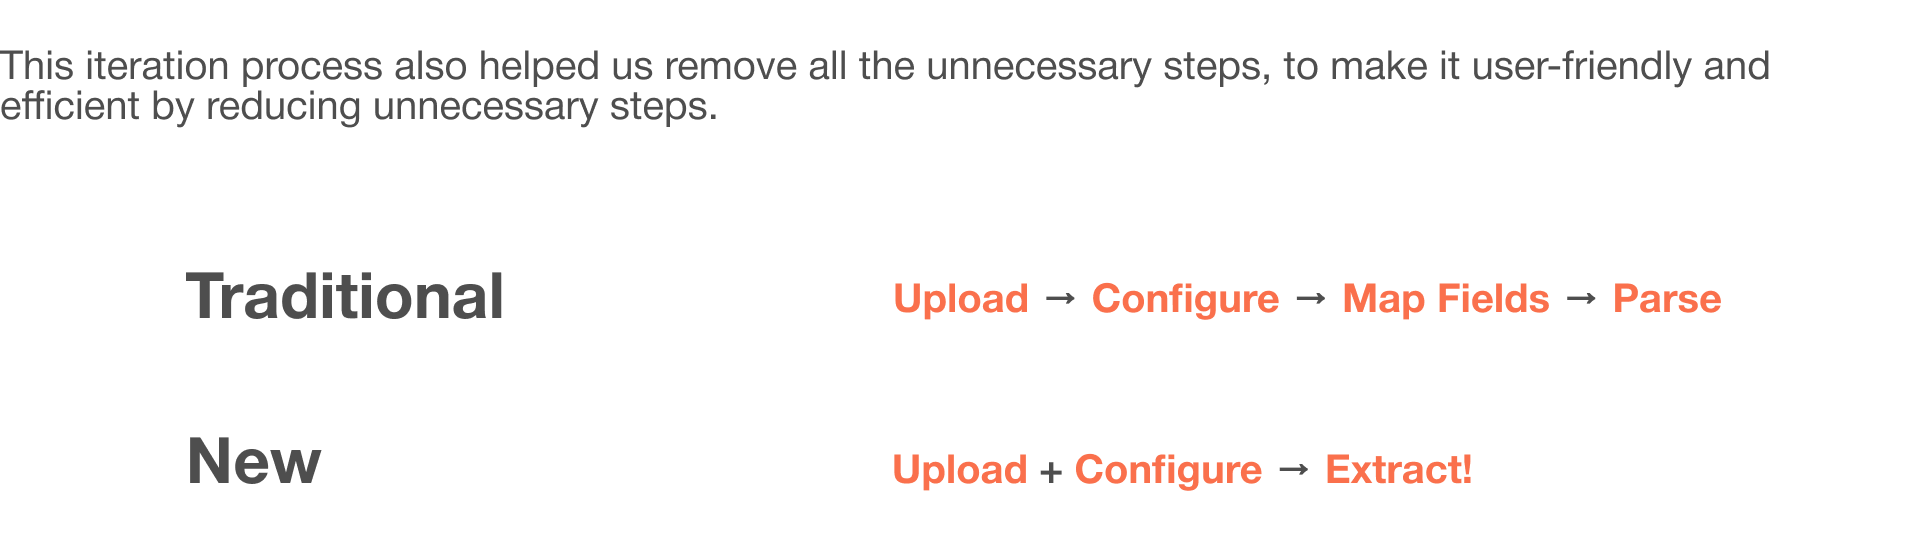 This iteration process also helped us remove all the unnecessary steps, to make it user-friendly and
efficient by reducing unnecessary steps.
Traditional
Upload → Configure → Map Fields → Parse
New
Upload + Configure → Extract!